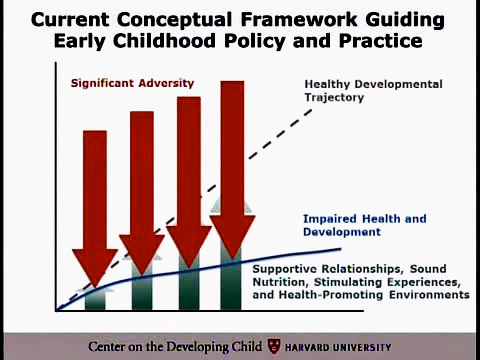 Current Conceptual Framework Guiding
Early Childhood Policy and Practice
Significant Adversity
Healthy Developmental
Trajectory
Impaired Health and
Development
Supportive Relationships, Sound
Nutrition, Stimulating Experiences,
and Health-Promoting Environments
Center on the Developing Child HARVARD UNIVERSITY